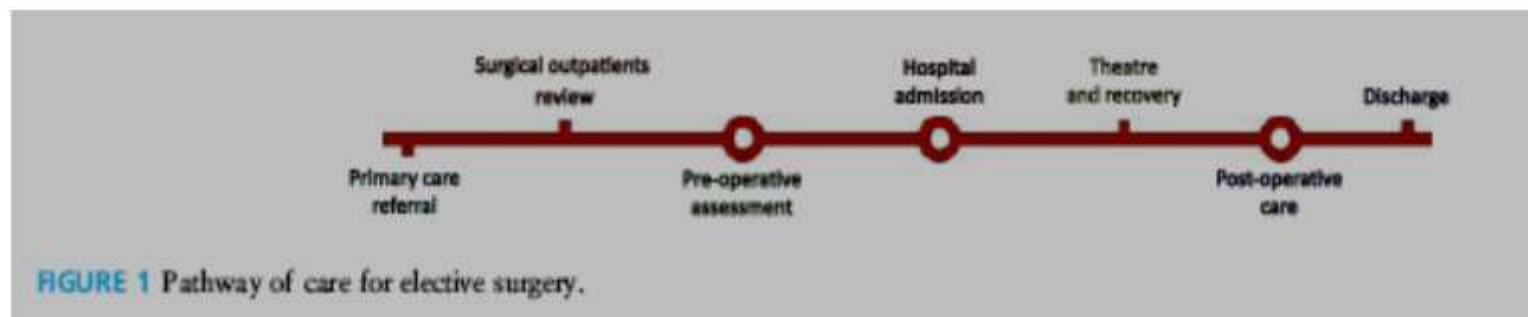 Surgical outpatients
review
Hospital
admission
Theatre
and recovery
Discharge
Primary care
referral
Pre-operative
assessment
Post-operative
care
FIGURE 1 Pathway of care for elective surgery.